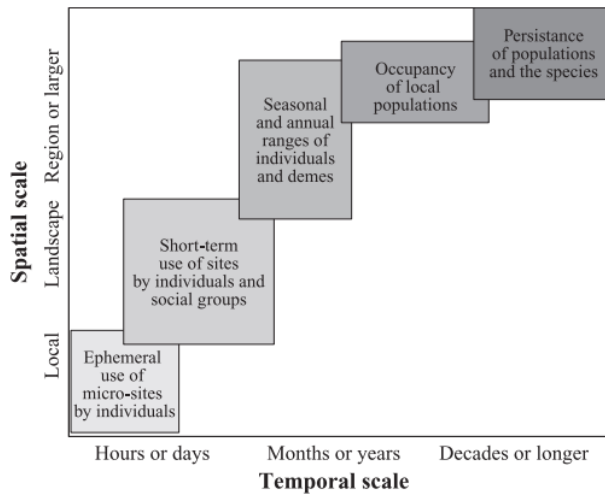 Persistance
of populations
and the species
Occupancy
of local
populations
Seasonal
and annual
ranges of
individuals
and demes
Short-term
use of sites
by individuals and
social groups
Ephemeral
use of
micro-sites
by individuals
Spatial scale
Region or larger
Landscape
Local
Hours or days
Months or years
Decades or longer
Temporal scale